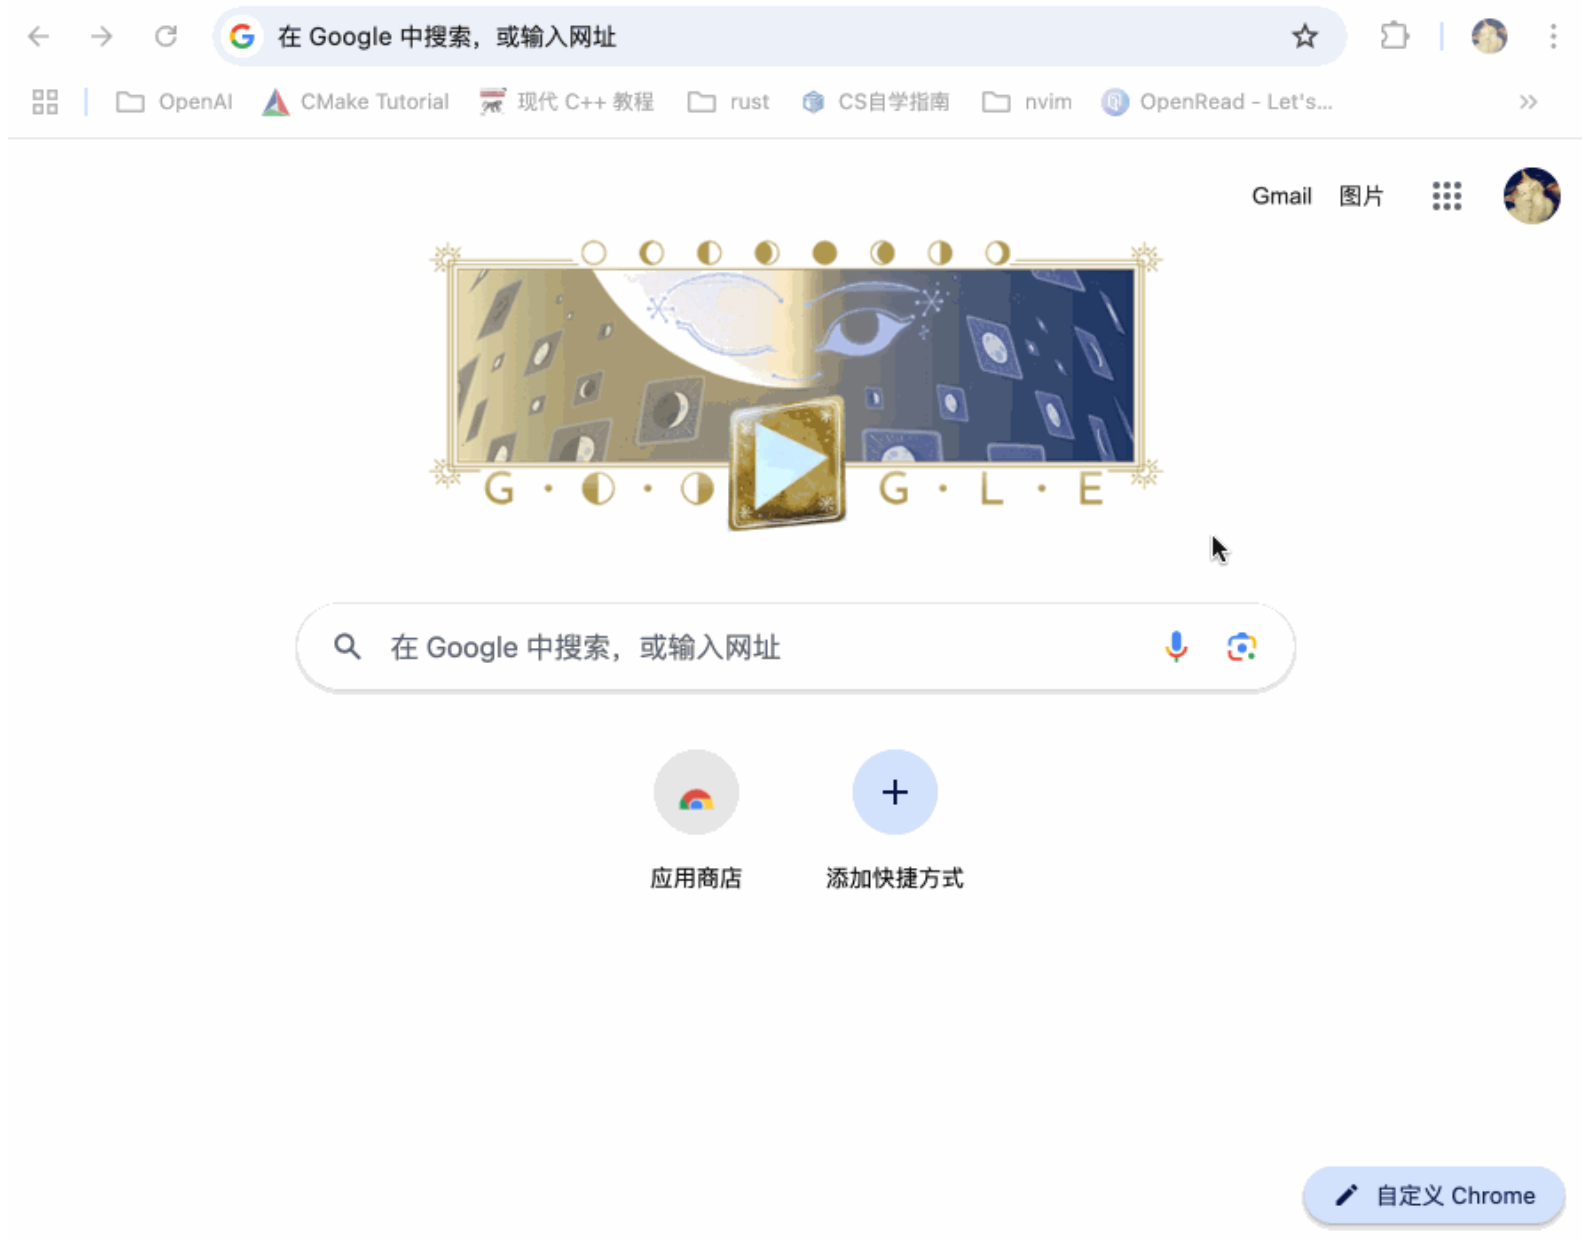 在 Google 中搜索，或输入网址
OpenAI CMake Tutorial 现代 C++ 教程 rust CS自学指南 nvim OpenRead - Let's...
Gmail 图片
G · O O G · L · E
在 Google 中搜索，或输入网址
应用商店 添加快捷方式
自定义 Chrome